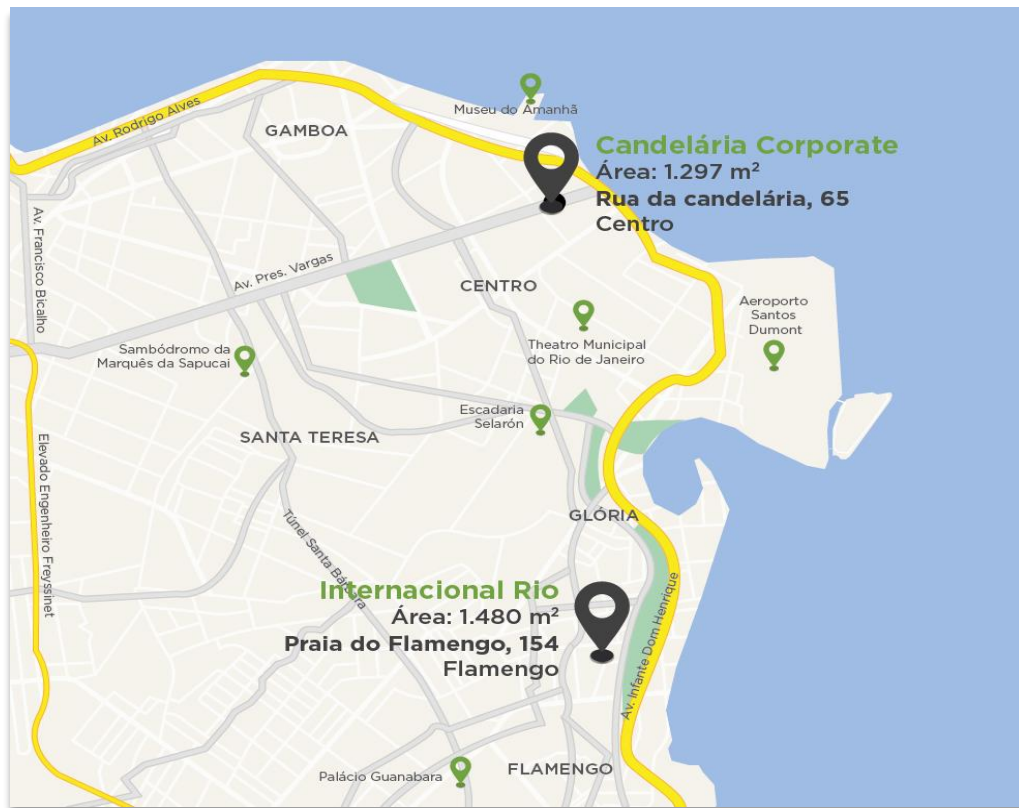 Museu do Amanhã
Av. Rodrigo Alves
GAMBOA
Candelária Corporate
Área: 1.297 m²
Rua da candelária, 65
Centro
Av. Francisco Bicalho
Av. Pres. Vargas
CENTRO
Aeroporto
Santos
Dumont
Theatro Municipal
do Rio de Janeiro
Sambódromo da
Marquês da Sapucai
Escadaria
Selarón
SANTA TERESA
Elevado Engenheiro Freyssinet
GLÓRIA
Túnel Santa Bárbara
Internacional Rio
Área: 1.480 m²
Praia do Flamengo, 154
Flamengo
Av. Infante Dom Henrique
Palácio Guanabara
FLAMENGO